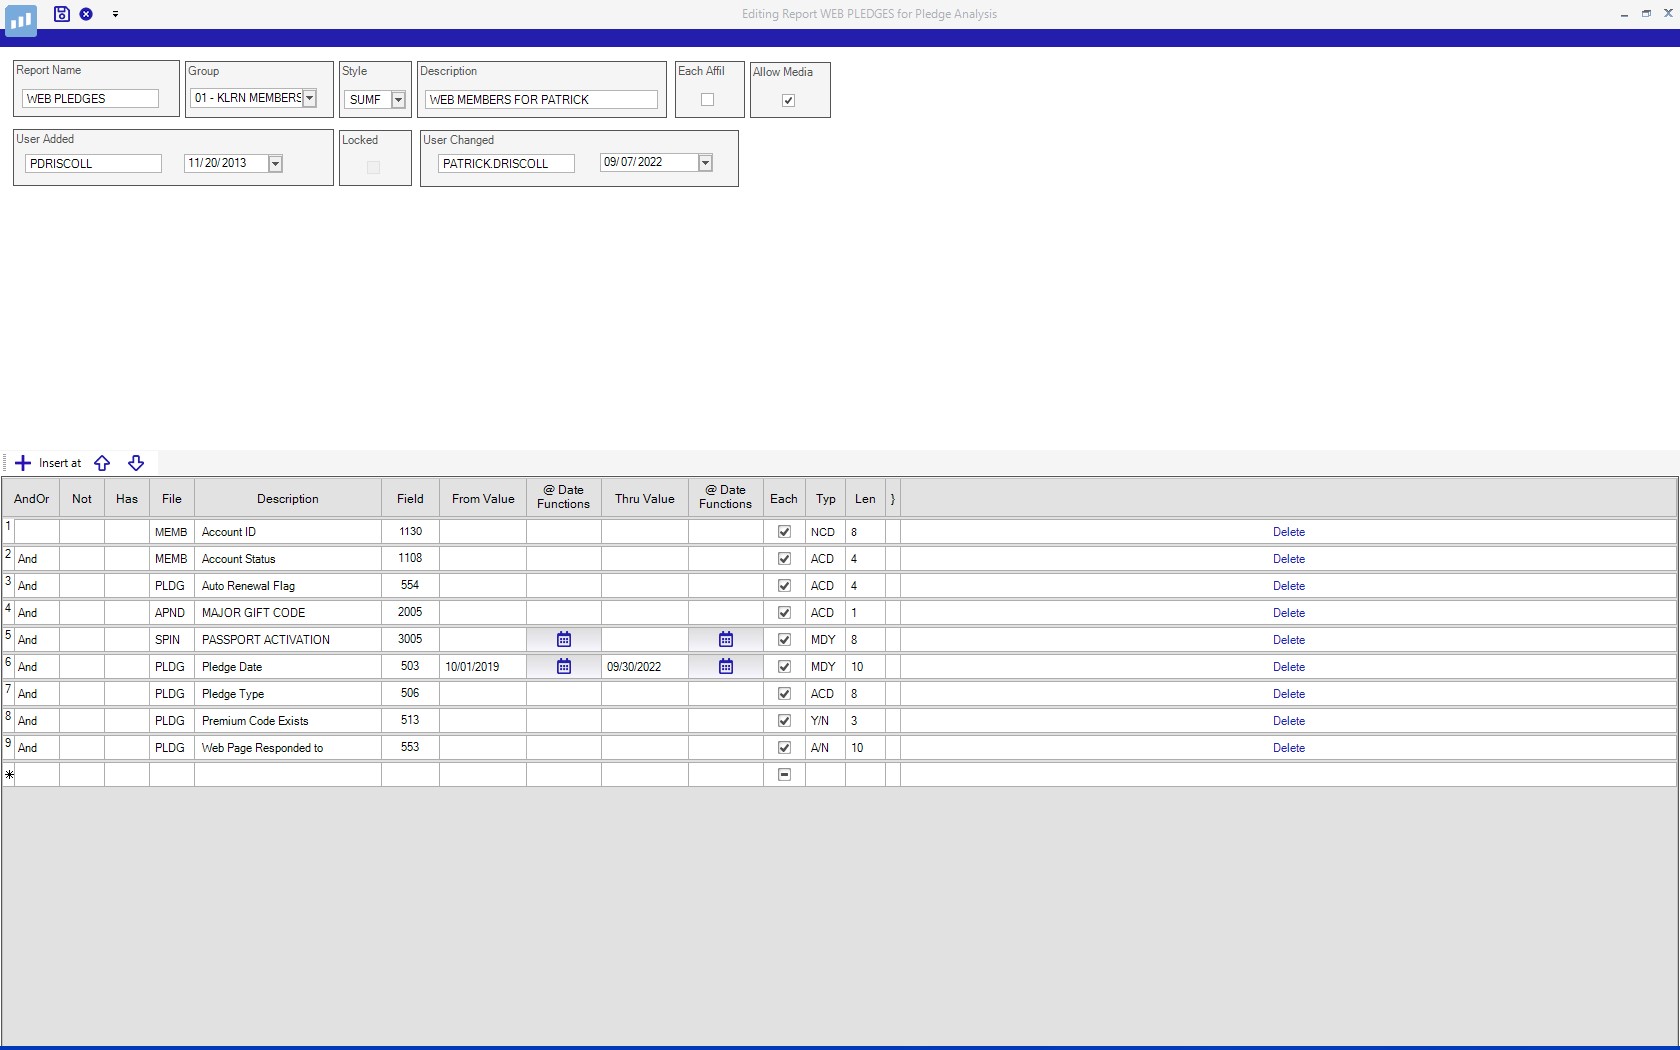 Editing Report WEB PLEDGES for Pledge Analysis
Report Name
Group
Style
Description
Each Affil
Allow Media
WEB PLEDGES
01 - KLRN MEMBERS
SUMF
WEB MEMBERS FOR PATRICK
User Added
Locked
User Changed
PDRISCOLL
11/20/2013
PATRICK.DRISCOLL
09/07/2022
Insert at
AndOr Not Has File Description Field From Value @ Date Functions Thru Value @ Date Functions Each Typ Len }
1 MEMB Account ID 1130 NCD 8 Delete
2 And MEMB Account Status 1108 ACD 4 Delete
3 And PLDG Auto Renewal Flag 554 ACD 4 Delete
4 And APND MAJOR GIFT CODE 2005 ACD 1 Delete
5 And SPIN PASSPORT ACTIVATION 3005 MDY 8 Delete
6 And PLDG Pledge Date 503 10/01/2019 09/30/2022 MDY 10 Delete
7 And PLDG Pledge Type 506 ACD 8 Delete
8 And PLDG Premium Code Exists 513 Y/N 3 Delete
9 And PLDG Web Page Responded to 553 A/N 10 Delete